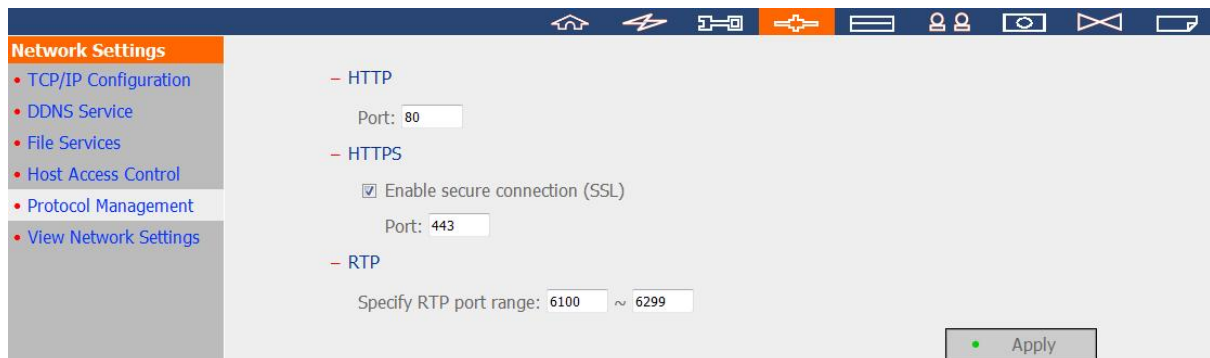 Network Settings
• TCP/IP Configuration
• DDNS Service
• File Services
• Host Access Control
• Protocol Management
• View Network Settings
– HTTP
Port: 80
– HTTPS
Enable secure connection (SSL)
Port: 443
– RTP
Specify RTP port range: 6100 ~ 6299
• Apply